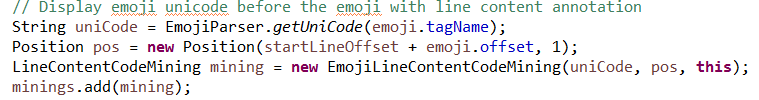 // Display emoji unicode before the emoji with line content annotation
String uniCode = EmojiParser.getUniCode(emoji.tagName);
Position pos = new Position(startLineOffset + emoji.offset, 1);
LineContentCodeMining mining = new EmojiLineContentCodeMining(uniCode, pos, this);
minings.add(mining);